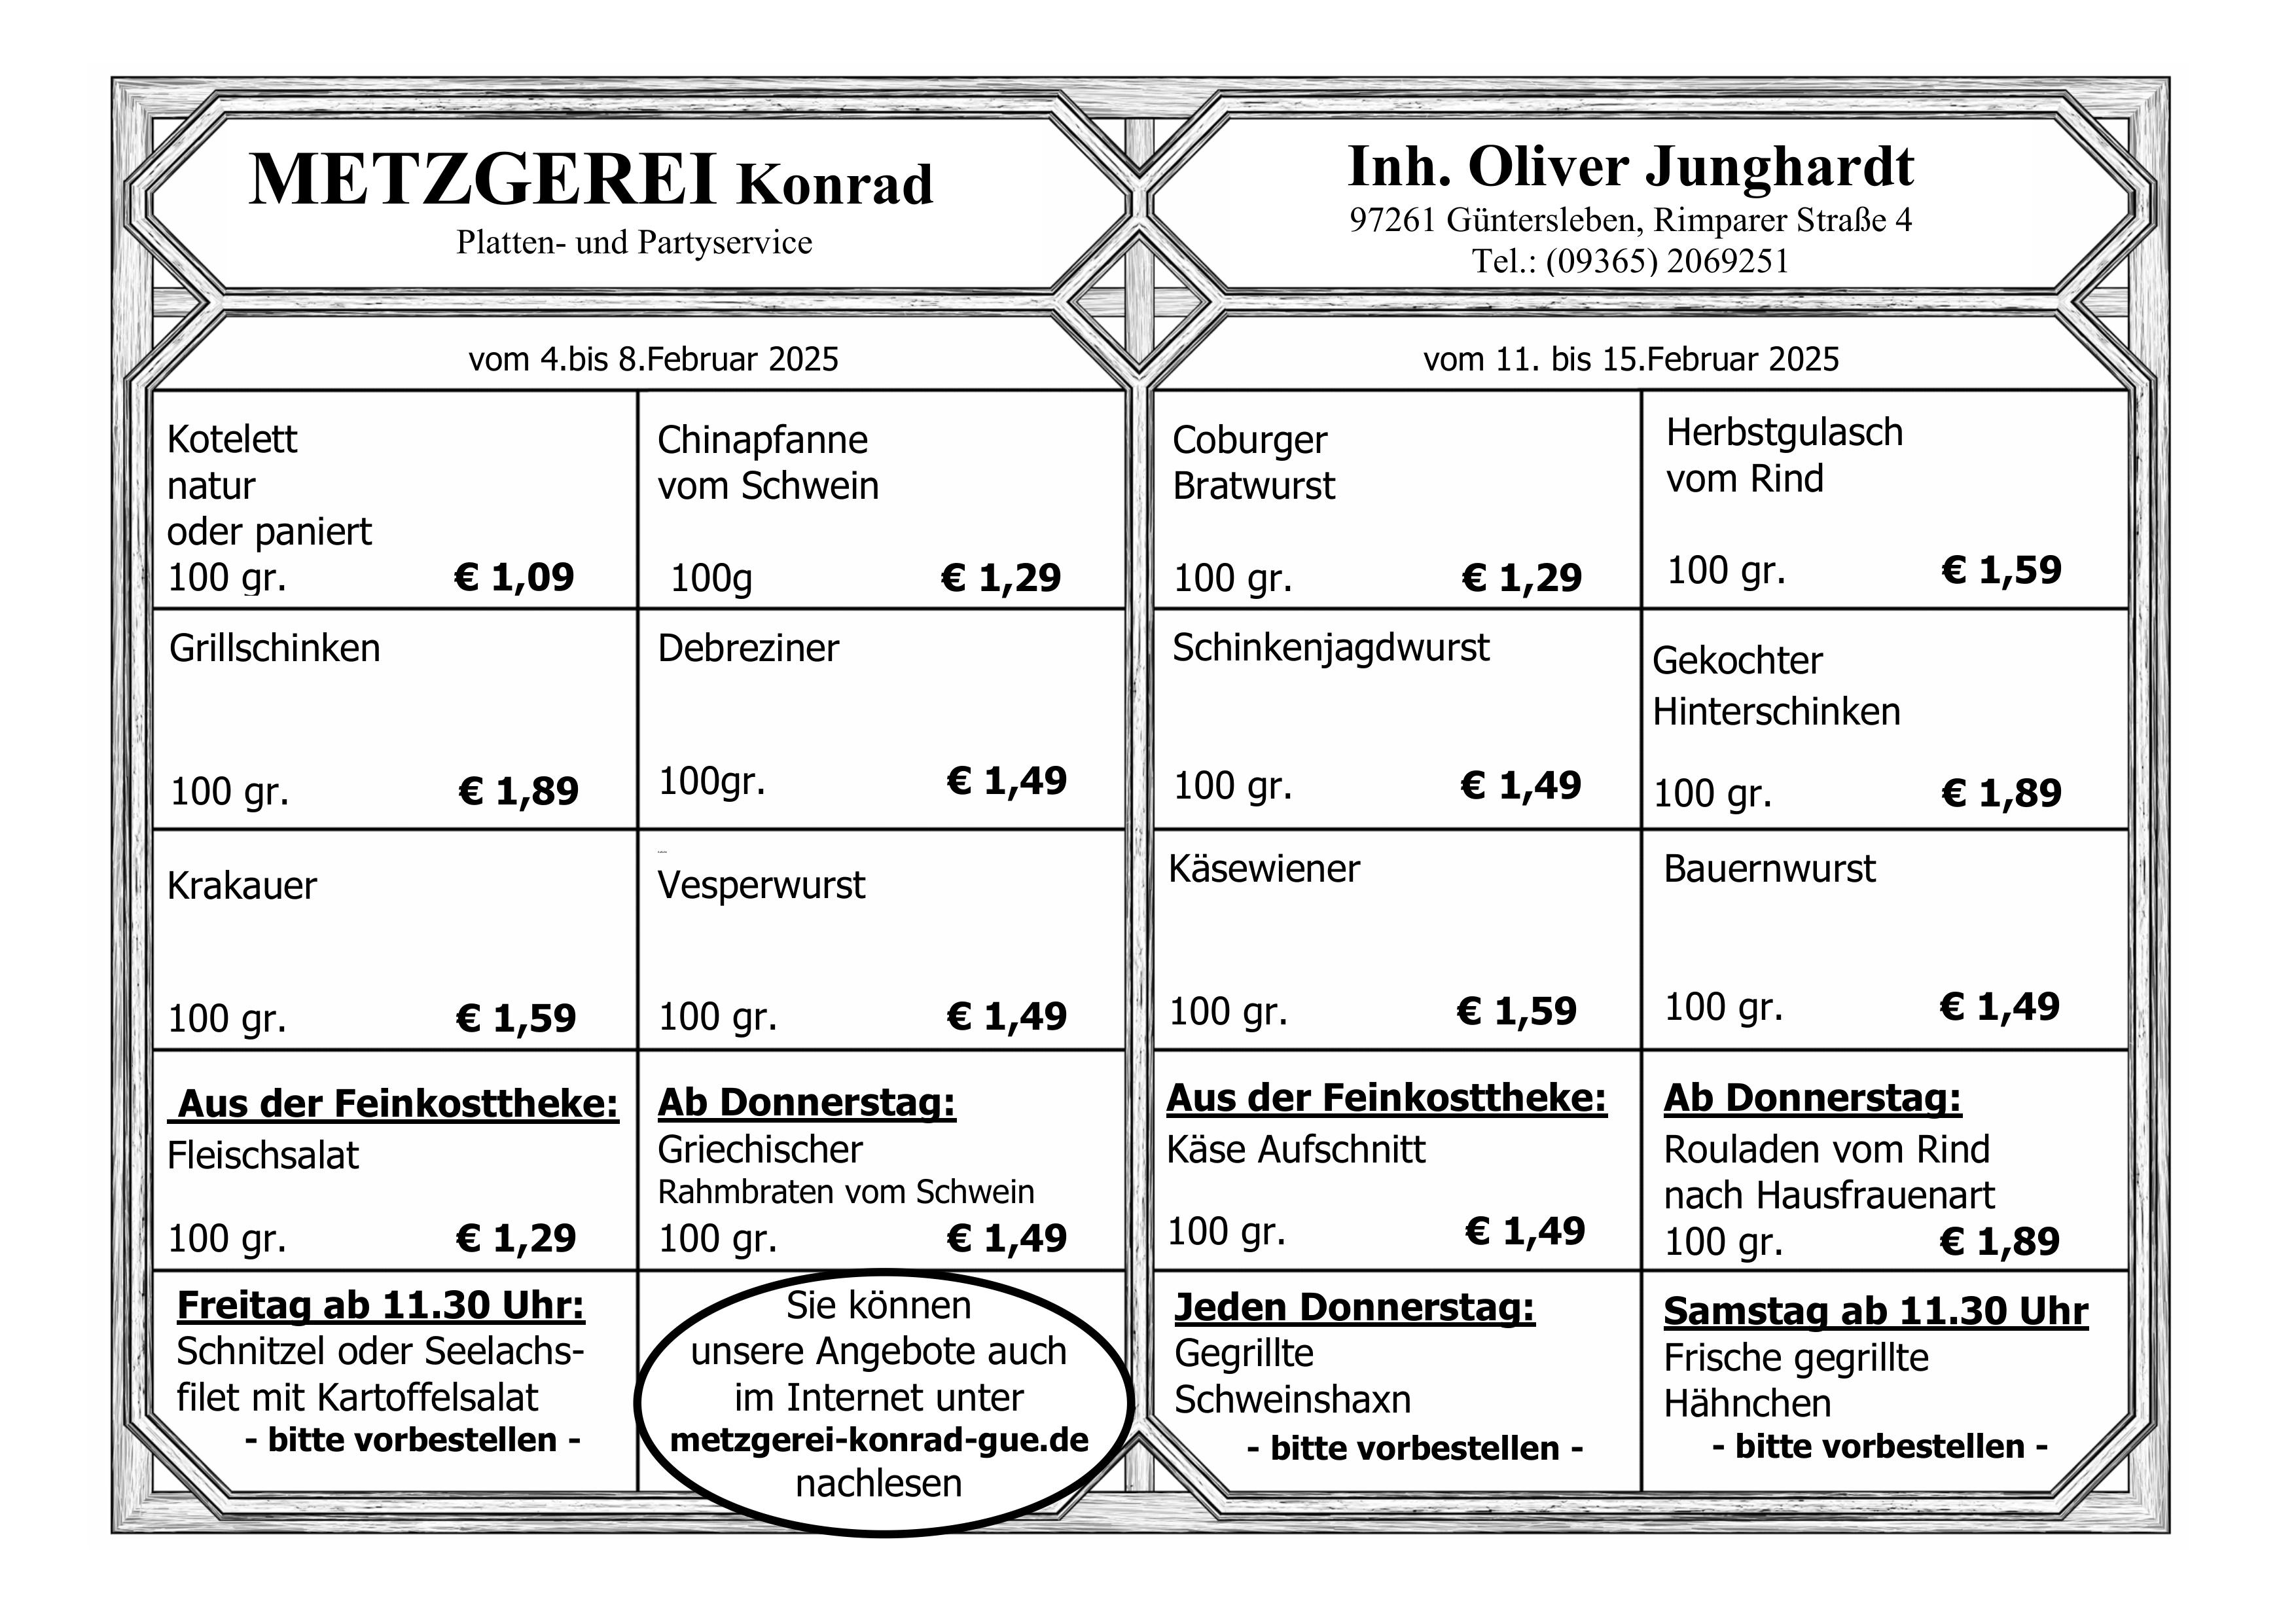 METZGEREI Konrad
Platten- und Partyservice
Inh. Oliver Junghardt
97261 Güntersleben, Rimparer Straße 4
Tel.: (09365) 2069251
vom 4.bis 8.Februar 2025
Kotelett
natur
oder paniert
100 gr. € 1,09
Chinapfanne
vom Schwein
100g € 1,29
Grillschinken
100 gr. € 1,89
Debreziner
100gr. € 1,49
Krakauer
100 gr. € 1,59
Vesperwurst
100 gr. € 1,49
Aus der Feinkosttheke:
Fleischsalat
100 gr. € 1,29
Ab Donnerstag:
Griechischer
Rahmbraten vom Schwein
100 gr. € 1,49
Freitag ab 11.30 Uhr:
Schnitzel oder Seelachs-
filet mit Kartoffelsalat
- bitte vorbestellen -
Sie können
unsere Angebote auch
im Internet unter
metzgerei-konrad-gue.de
nachlesen
vom 11. bis 15.Februar 2025
Coburger
Bratwurst
100 gr. € 1,29
Herbstgulasch
vom Rind
100 gr. € 1,59
Schinkenjagdwurst
100 gr. € 1,49
Gekochter
Hinterschinken
100 gr. € 1,89
Käsewiener
100 gr. € 1,59
Bauernwurst
100 gr. € 1,49
Aus der Feinkosttheke:
Käse Aufschnitt
100 gr. € 1,49
Ab Donnerstag:
Rouladen vom Rind
nach Hausfrauenart
100 gr. € 1,89
Jeden Donnerstag:
Gegrillte
Schweinshaxn
- bitte vorbestellen -
Samstag ab 11.30 Uhr
Frische gegrillte
Hähnchen
- bitte vorbestellen -